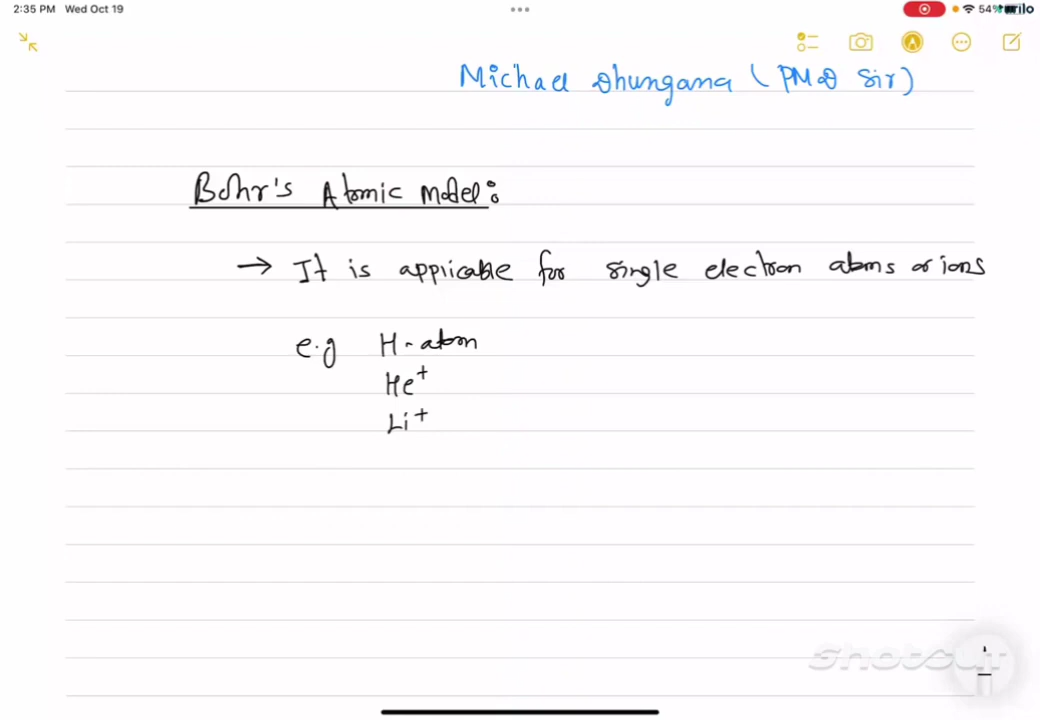 2:35 PM Wed Oct 19
54%
Michael Dhungana (PMD Sir)
Bohr's Atomic Model:
→ It is applicable for single electron atoms or ions
e.g H-atom
He+
Li+
Shotcut